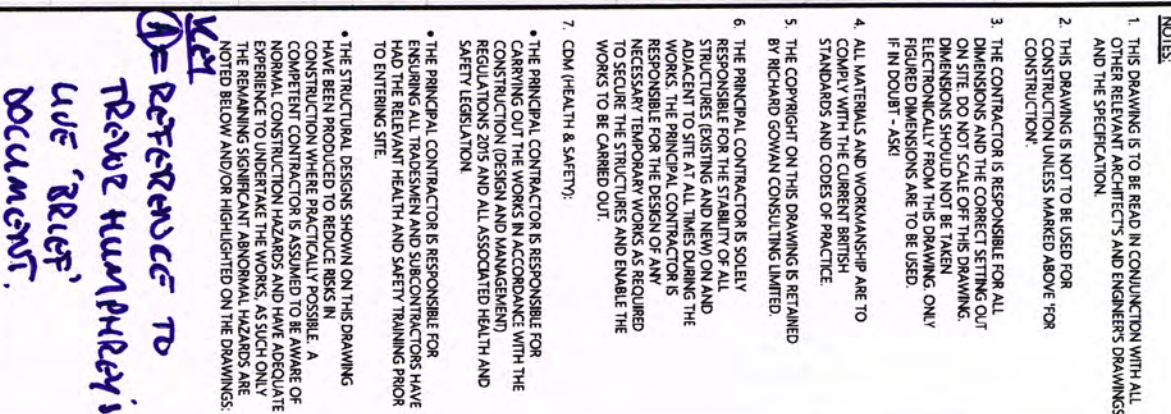 NOTES:
1. THIS DRAWING IS TO BE READ IN CONJUNCTION WITH ALL
OTHER RELEVANT ARCHITECT'S AND ENGINEER'S DRAWINGS
AND THE SPECIFICATION.
2. THIS DRAWING IS NOT TO BE USED FOR
CONSTRUCTION UNLESS MARKED ABOVE "FOR
CONSTRUCTION".
3. THE CONTRACTOR IS RESPONSIBLE FOR ALL
DIMENSIONS AND THE CORRECT SETTING OUT
ON SITE. DO NOT SCALE OFF THIS DRAWING.
DIMENSIONS SHOULD NOT BE TAKEN
ELECTRONICALLY FROM THIS DRAWING. ONLY
FIGURED DIMENSIONS ARE TO BE USED.
IF IN DOUBT - ASK!
4. ALL MATERIALS AND WORKMANSHIP ARE TO
COMPLY WITH THE CURRENT BRITISH
STANDARDS AND CODES OF PRACTICE.
5. THE COPYRIGHT ON THIS DRAWING IS RETAINED
BY RICHARD GOWAN CONSULTING LIMITED.
6. THE PRINCIPAL CONTRACTOR IS SOLELY
RESPONSIBLE FOR THE STABILITY OF ALL
STRUCTURES (EXISTING AND NEW) ON AND
ADJACENT TO SITE AT ALL TIMES DURING THE
WORKS. THE PRINCIPAL CONTRACTOR IS
RESPONSIBLE FOR THE DESIGN OF ANY
NECESSARY TEMPORARY WORKS AS REQUIRED
TO SECURE THE STRUCTURES AND ENABLE THE
WORKS TO BE CARRIED OUT.
7. CDM (HEALTH & SAFETY):
• THE PRINCIPAL CONTRACTOR IS RESPONSIBLE FOR
CARRYING OUT THE WORKS IN ACCORDANCE WITH THE
CONSTRUCTION (DESIGN AND MANAGEMENT)
REGULATIONS 2015 AND ALL ASSOCIATED HEALTH AND
SAFETY LEGISLATION.
• THE PRINCIPAL CONTRACTOR IS RESPONSIBLE FOR
ENSURING ALL TRADESMEN AND SUBCONTRACTORS HAVE
HAD THE RELEVANT HEALTH AND SAFETY TRAINING PRIOR
TO ENTERING SITE.
• THE STRUCTURAL DESIGNS SHOWN ON THIS DRAWING
HAVE BEEN PRODUCED TO REDUCE RISKS IN
CONSTRUCTION WHERE PRACTICALLY POSSIBLE. A
COMPETENT CONTRACTOR IS ASSUMED TO BE AWARE OF
NORMAL CONSTRUCTION HAZARDS AND HAVE ADEQUATE
EXPERIENCE TO UNDERTAKE THE WORKS, AS SUCH ONLY
THE REMAINING SIGNIFICANT ABNORMAL HAZARDS ARE
NOTED BELOW AND/OR HIGHLIGHTED ON THE DRAWINGS:
Key
A = REFERENCE TO
TREVOR HUMPHREY'S
LIVE 'BRIEF'
DOCUMENT.